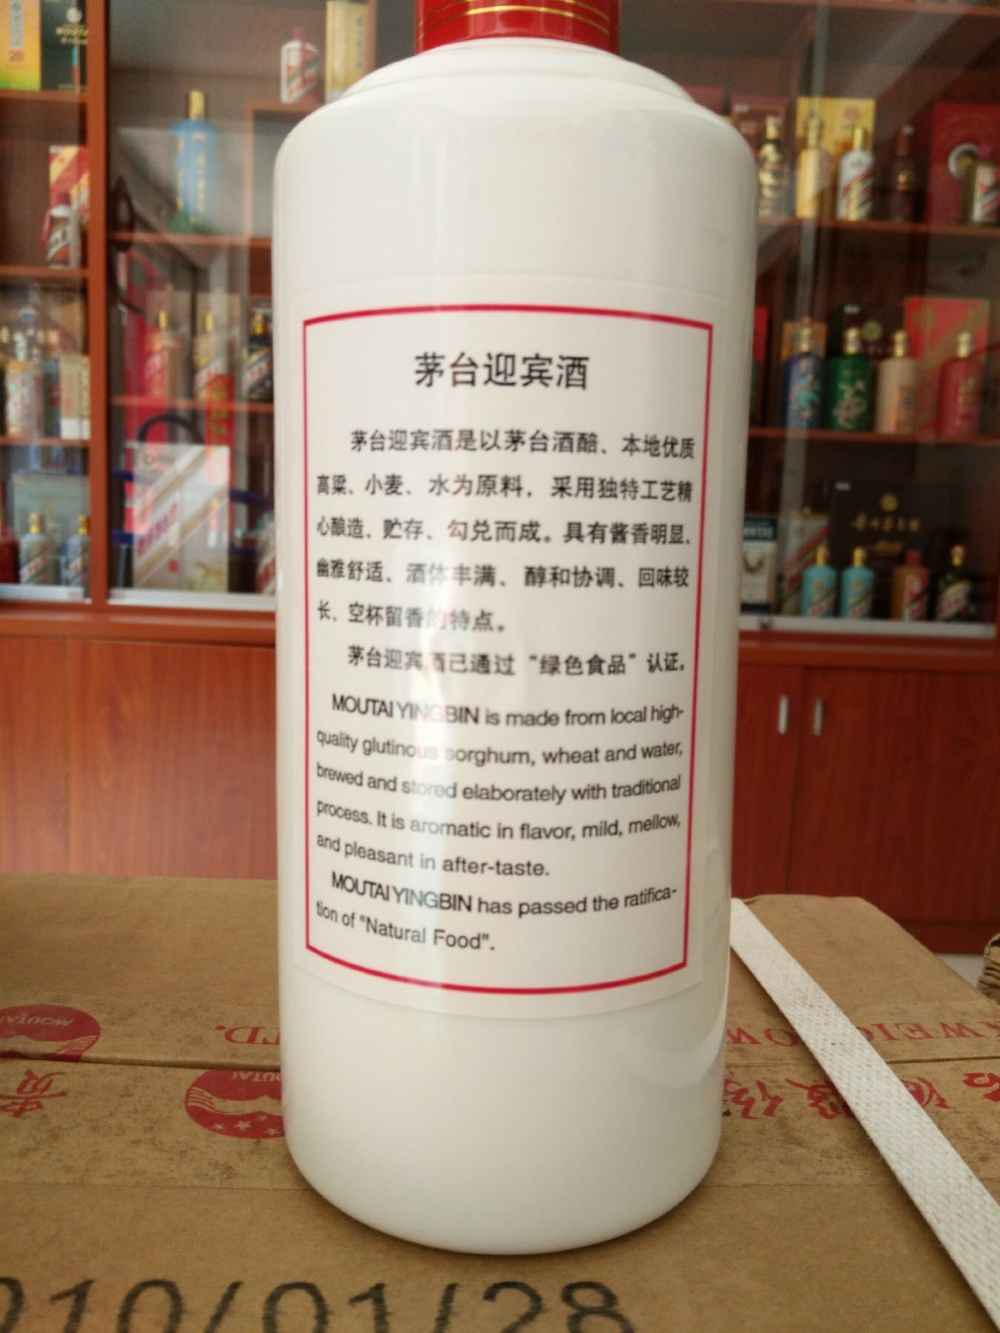 茅台迎宾酒
茅台迎宾酒是以茅台酒醅、本地优质
高粱、小麦、水为原料，采用独特工艺精
心酿造、贮存、勾兑而成。具有酱香明显、
幽雅舒适、酒体丰满、醇和协调、回味较
长、空杯留香的特点。
茅台迎宾酒已通过“绿色食品”认证。
MOUTAI YINGBIN is made from local high-
quality glutinous sorghum, wheat and water,
brewed and stored elaborately with traditional
process. It is aromatic in flavor, mild, mellow,
and pleasant in after-taste.
MOUTAI YINGBIN has passed the ratifica-
tion of "Natural Food".
MOUTAI
TD.
WEI
贵
MOUTAI
010/01/28